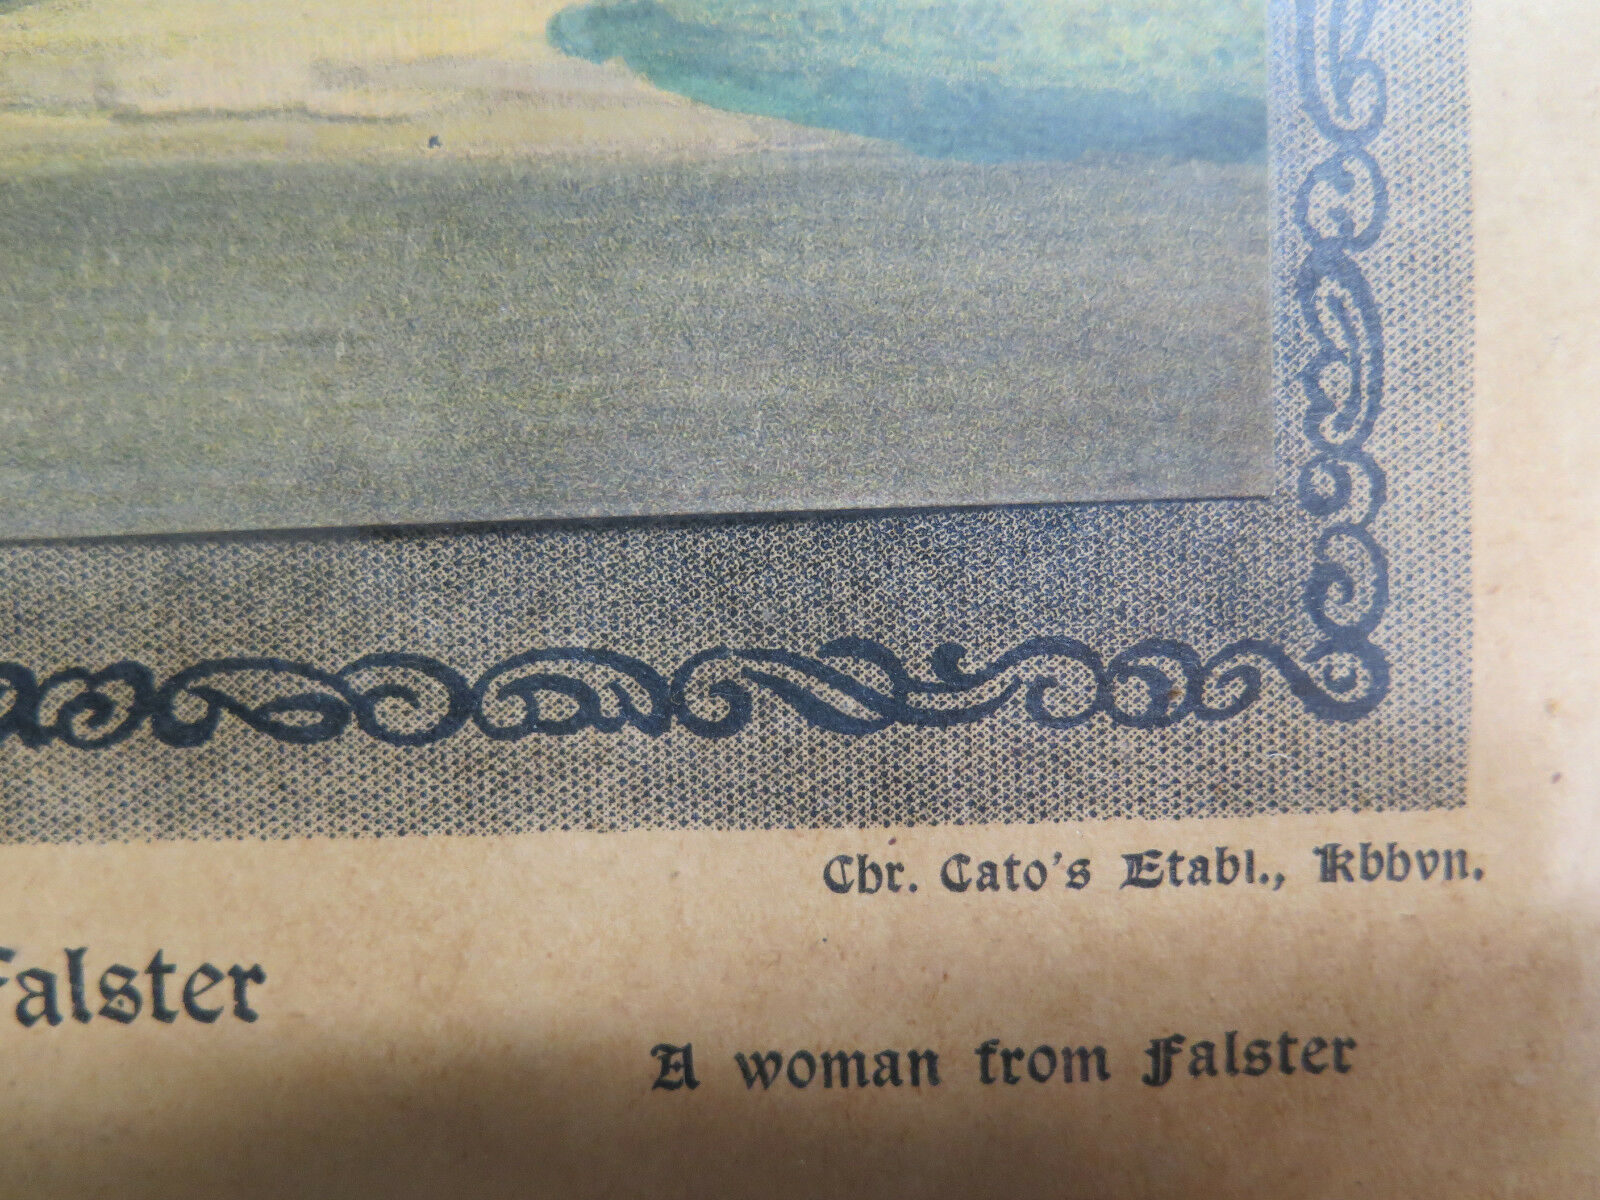 Chr. Cato's Etabl., Kbhvn.
Falster
A woman from Falster